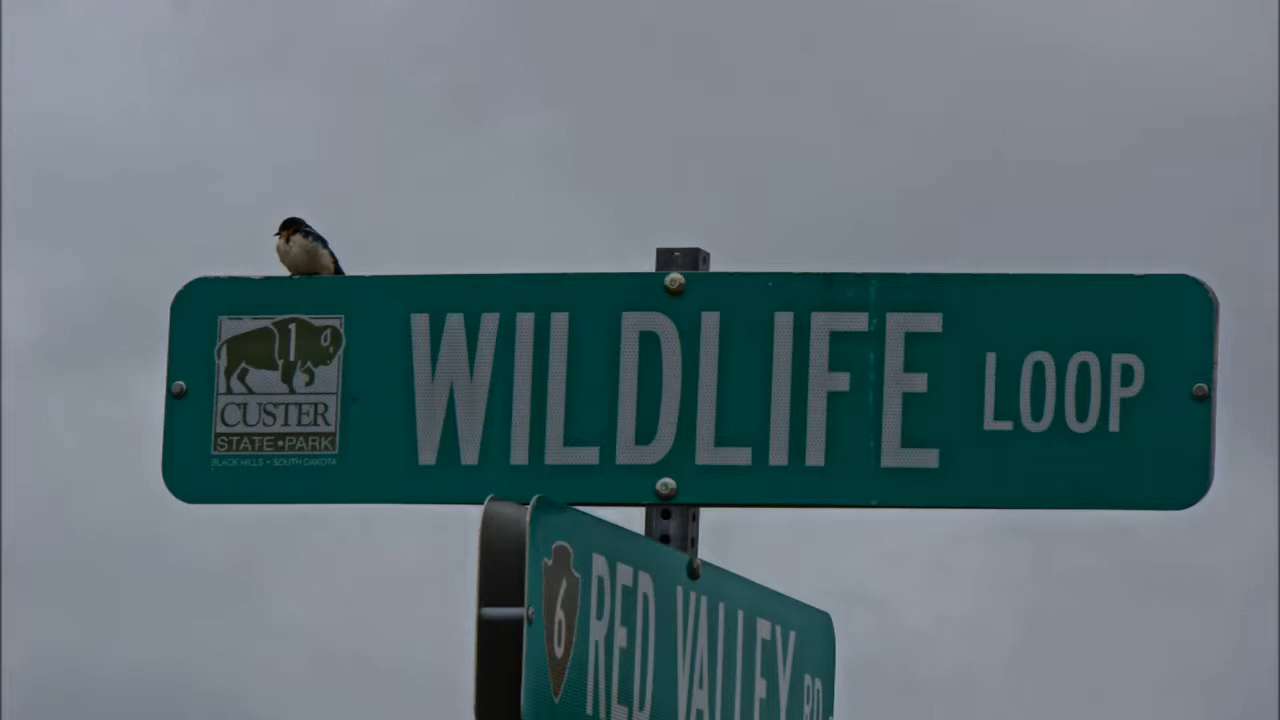 1
CUSTER
STATE•PARK
BLACK HILLS • SOUTH DAKOTA
WILDLIFE LOOP
6
RED VALLEY RD